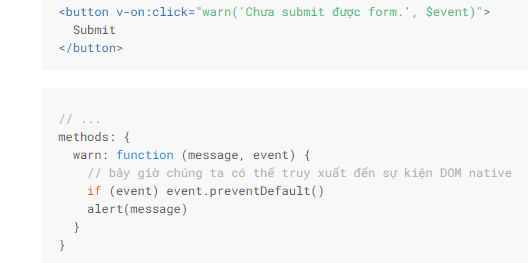 <button v-on:click="warn('Chưa submit được form.', $event)">
Submit
</button>
// ...
methods: {
warn: function (message, event) {
// bây giờ chúng ta có thể truy xuất đến sự kiện DOM native
if (event) event.preventDefault()
alert(message)
}
}